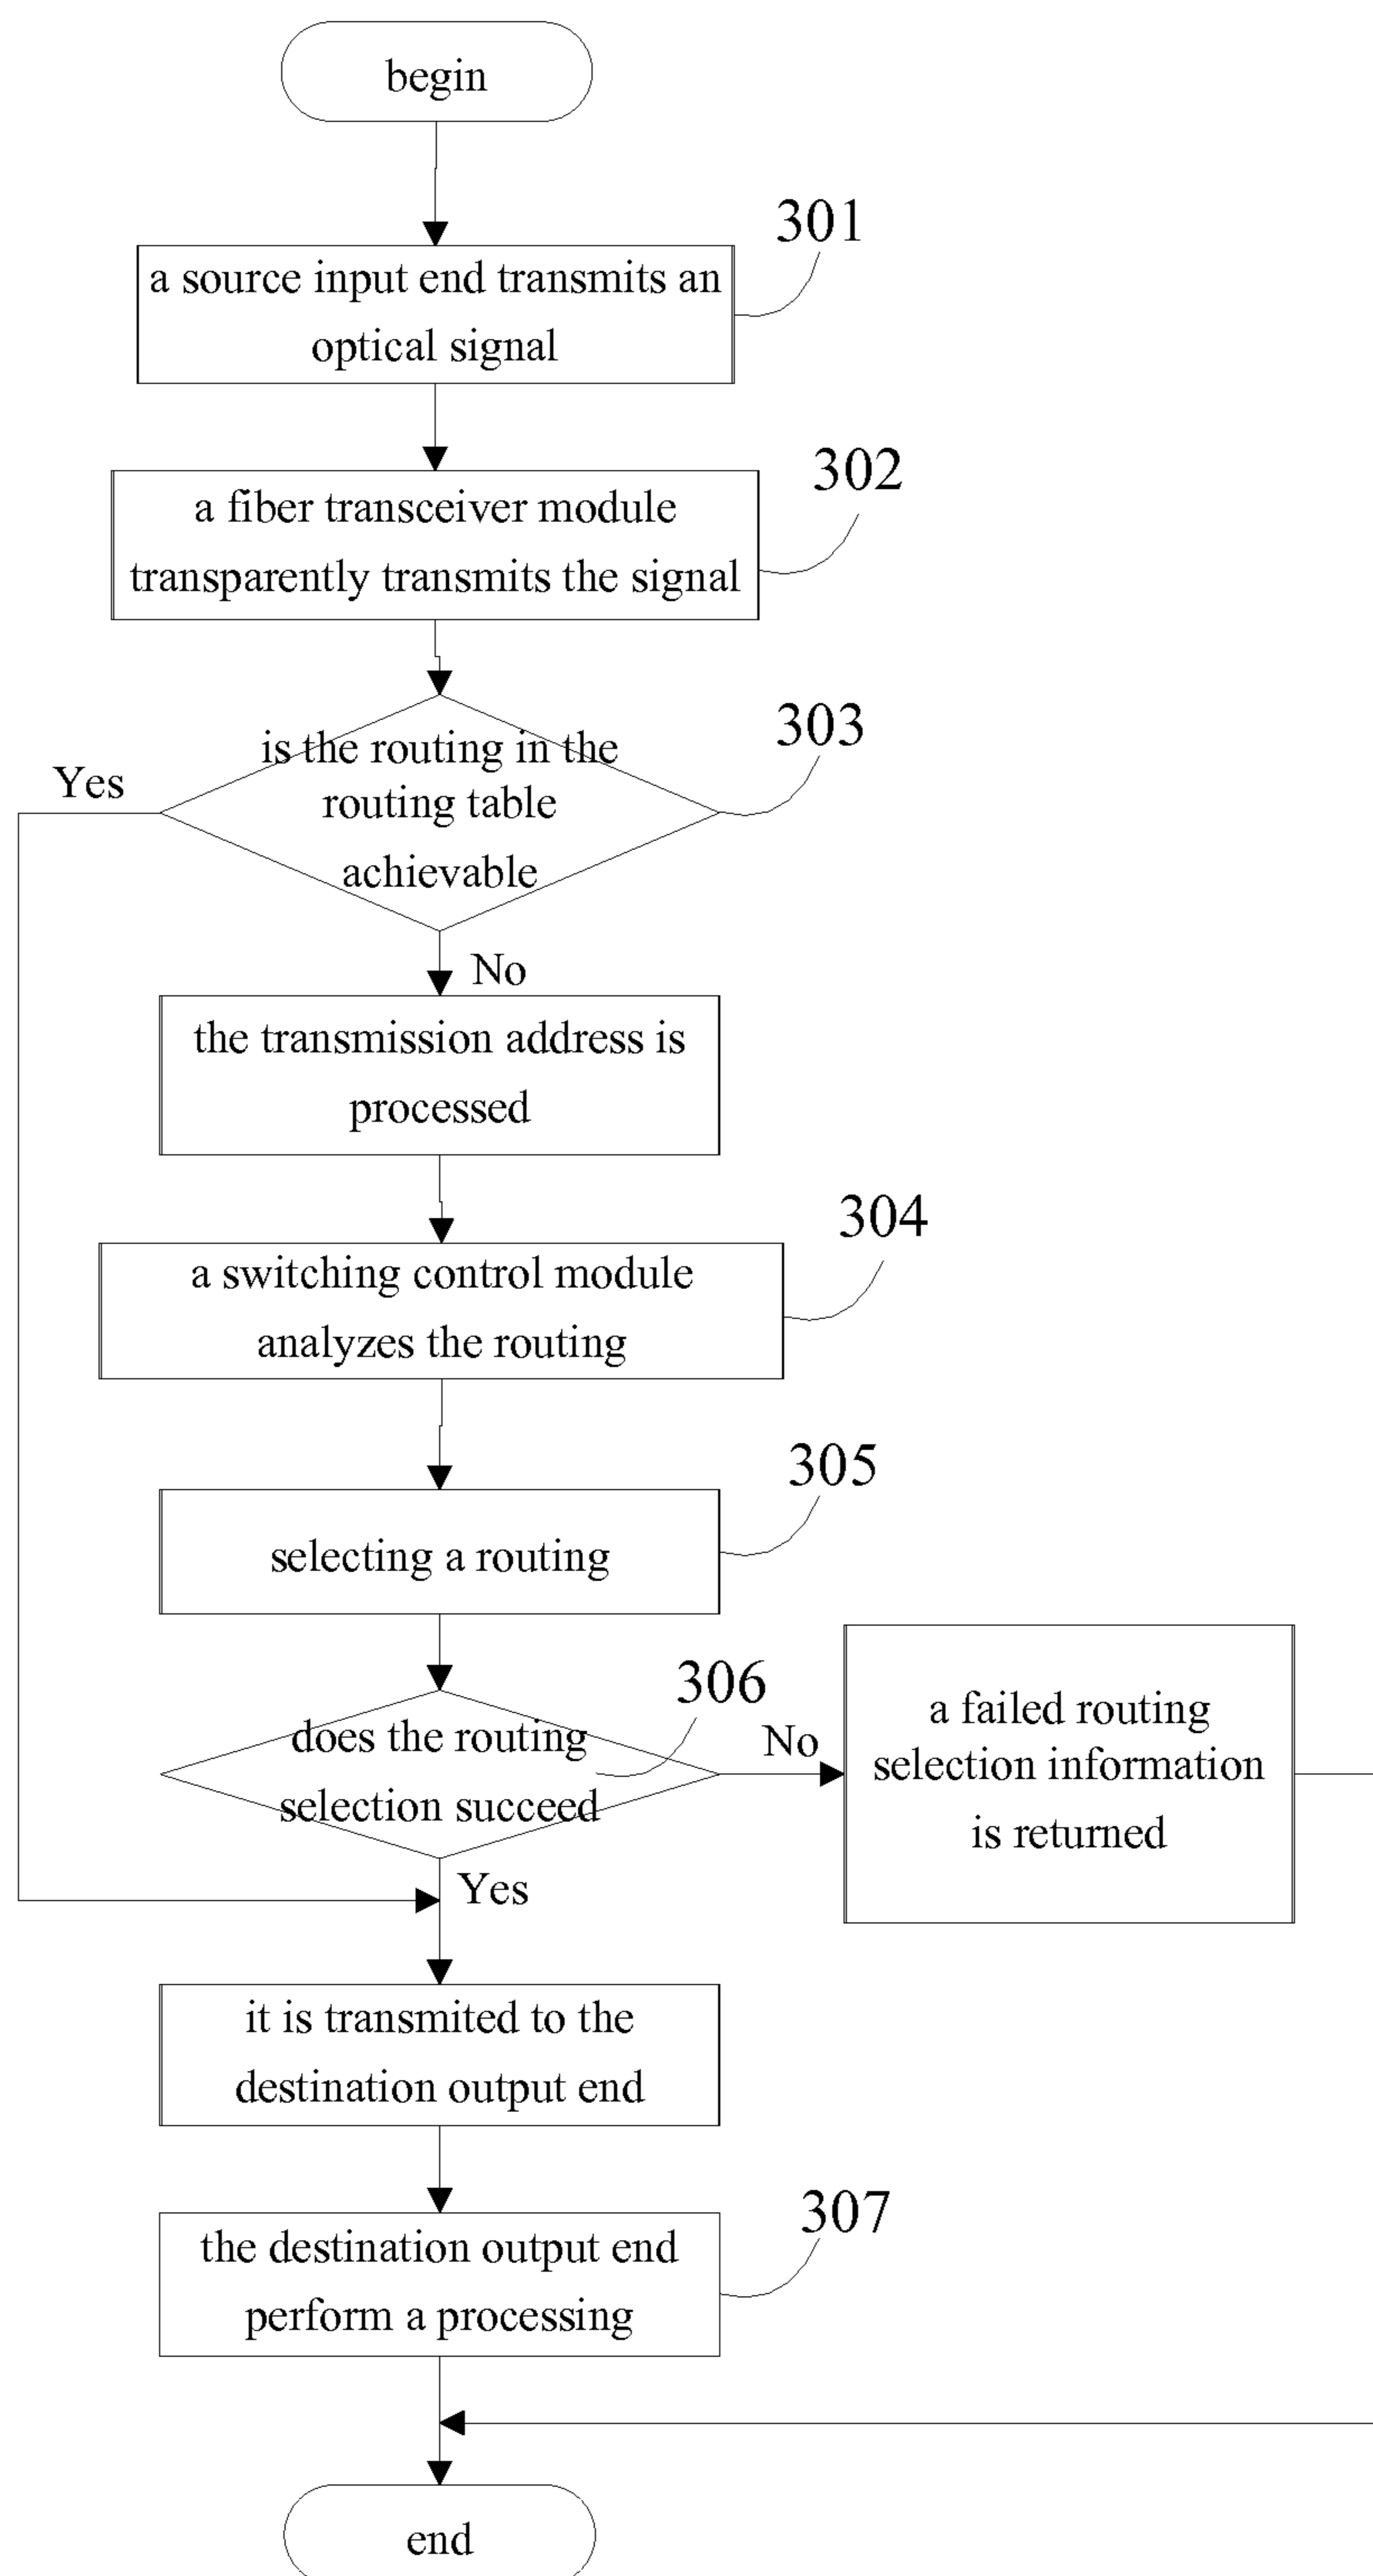 begin
301
a source input end transmits an
optical signal
302
a fiber transceiver module
transparently transmits the signal
303
is the routing in the
routing table
achievable
Yes
No
the transmission address is
processed
304
a switching control module
analyzes the routing
305
selecting a routing
306
does the routing
selection succeed
No
a failed routing
selection information
is returned
Yes
it is transmited to the
destination output end
307
the destination output end
perform a processing
end